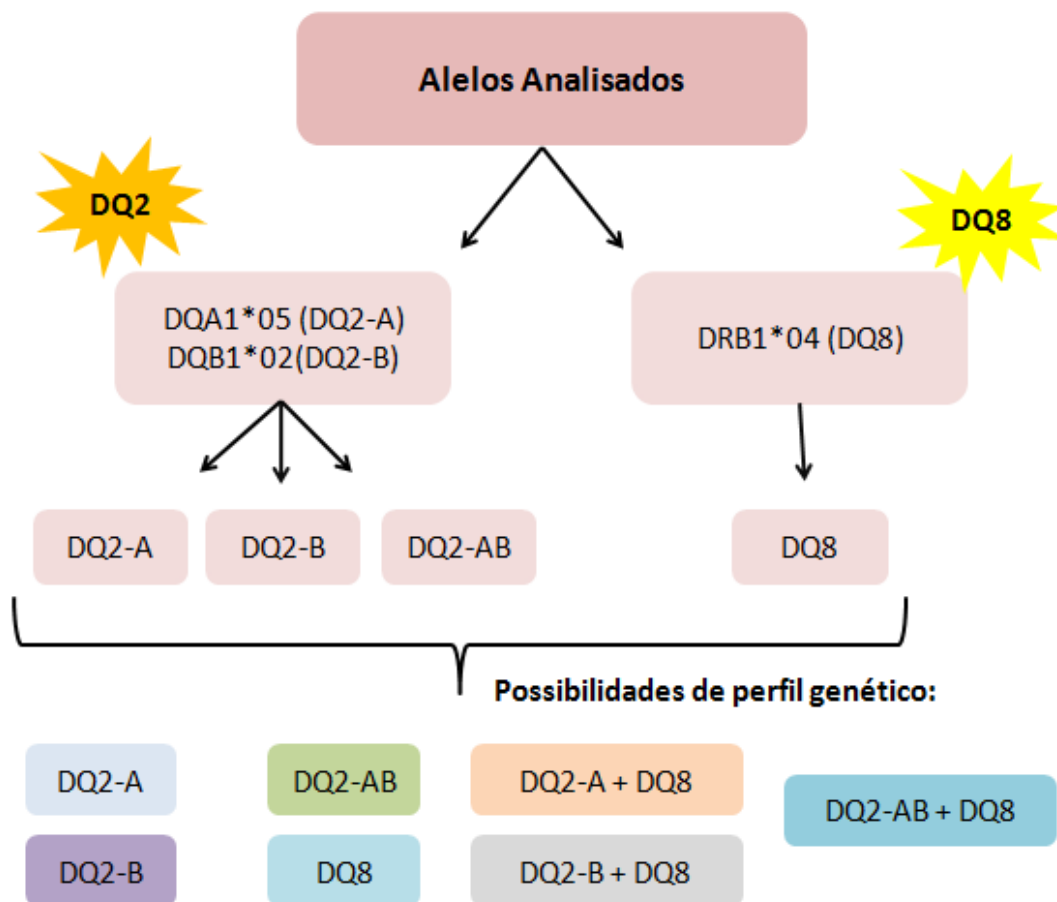 Alelos Analisados
DQ2
DQ8
DQA1*05 (DQ2-A)
DQB1*02(DQ2-B)
DRB1*04 (DQ8)
DQ2-A
DQ2-B
DQ2-AB
DQ8
Possibilidades de perfil genético:
DQ2-A
DQ2-AB
DQ2-A + DQ8
DQ2-AB + DQ8
DQ2-B
DQ8
DQ2-B + DQ8